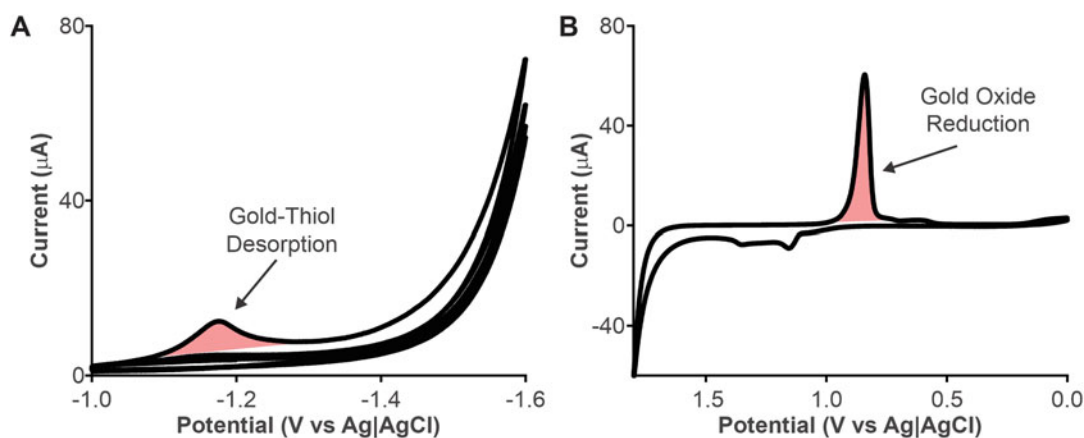 A
80
40
0
Current (μA)
Gold-Thiol
Desorption
-1.0
-1.2
-1.4
-1.6
Potential (V vs Ag|AgCl)
B
80
40
0
-40
Current (μA)
Gold Oxide
Reduction
1.5
1.0
0.5
0.0
Potential (V vs Ag|AgCl)